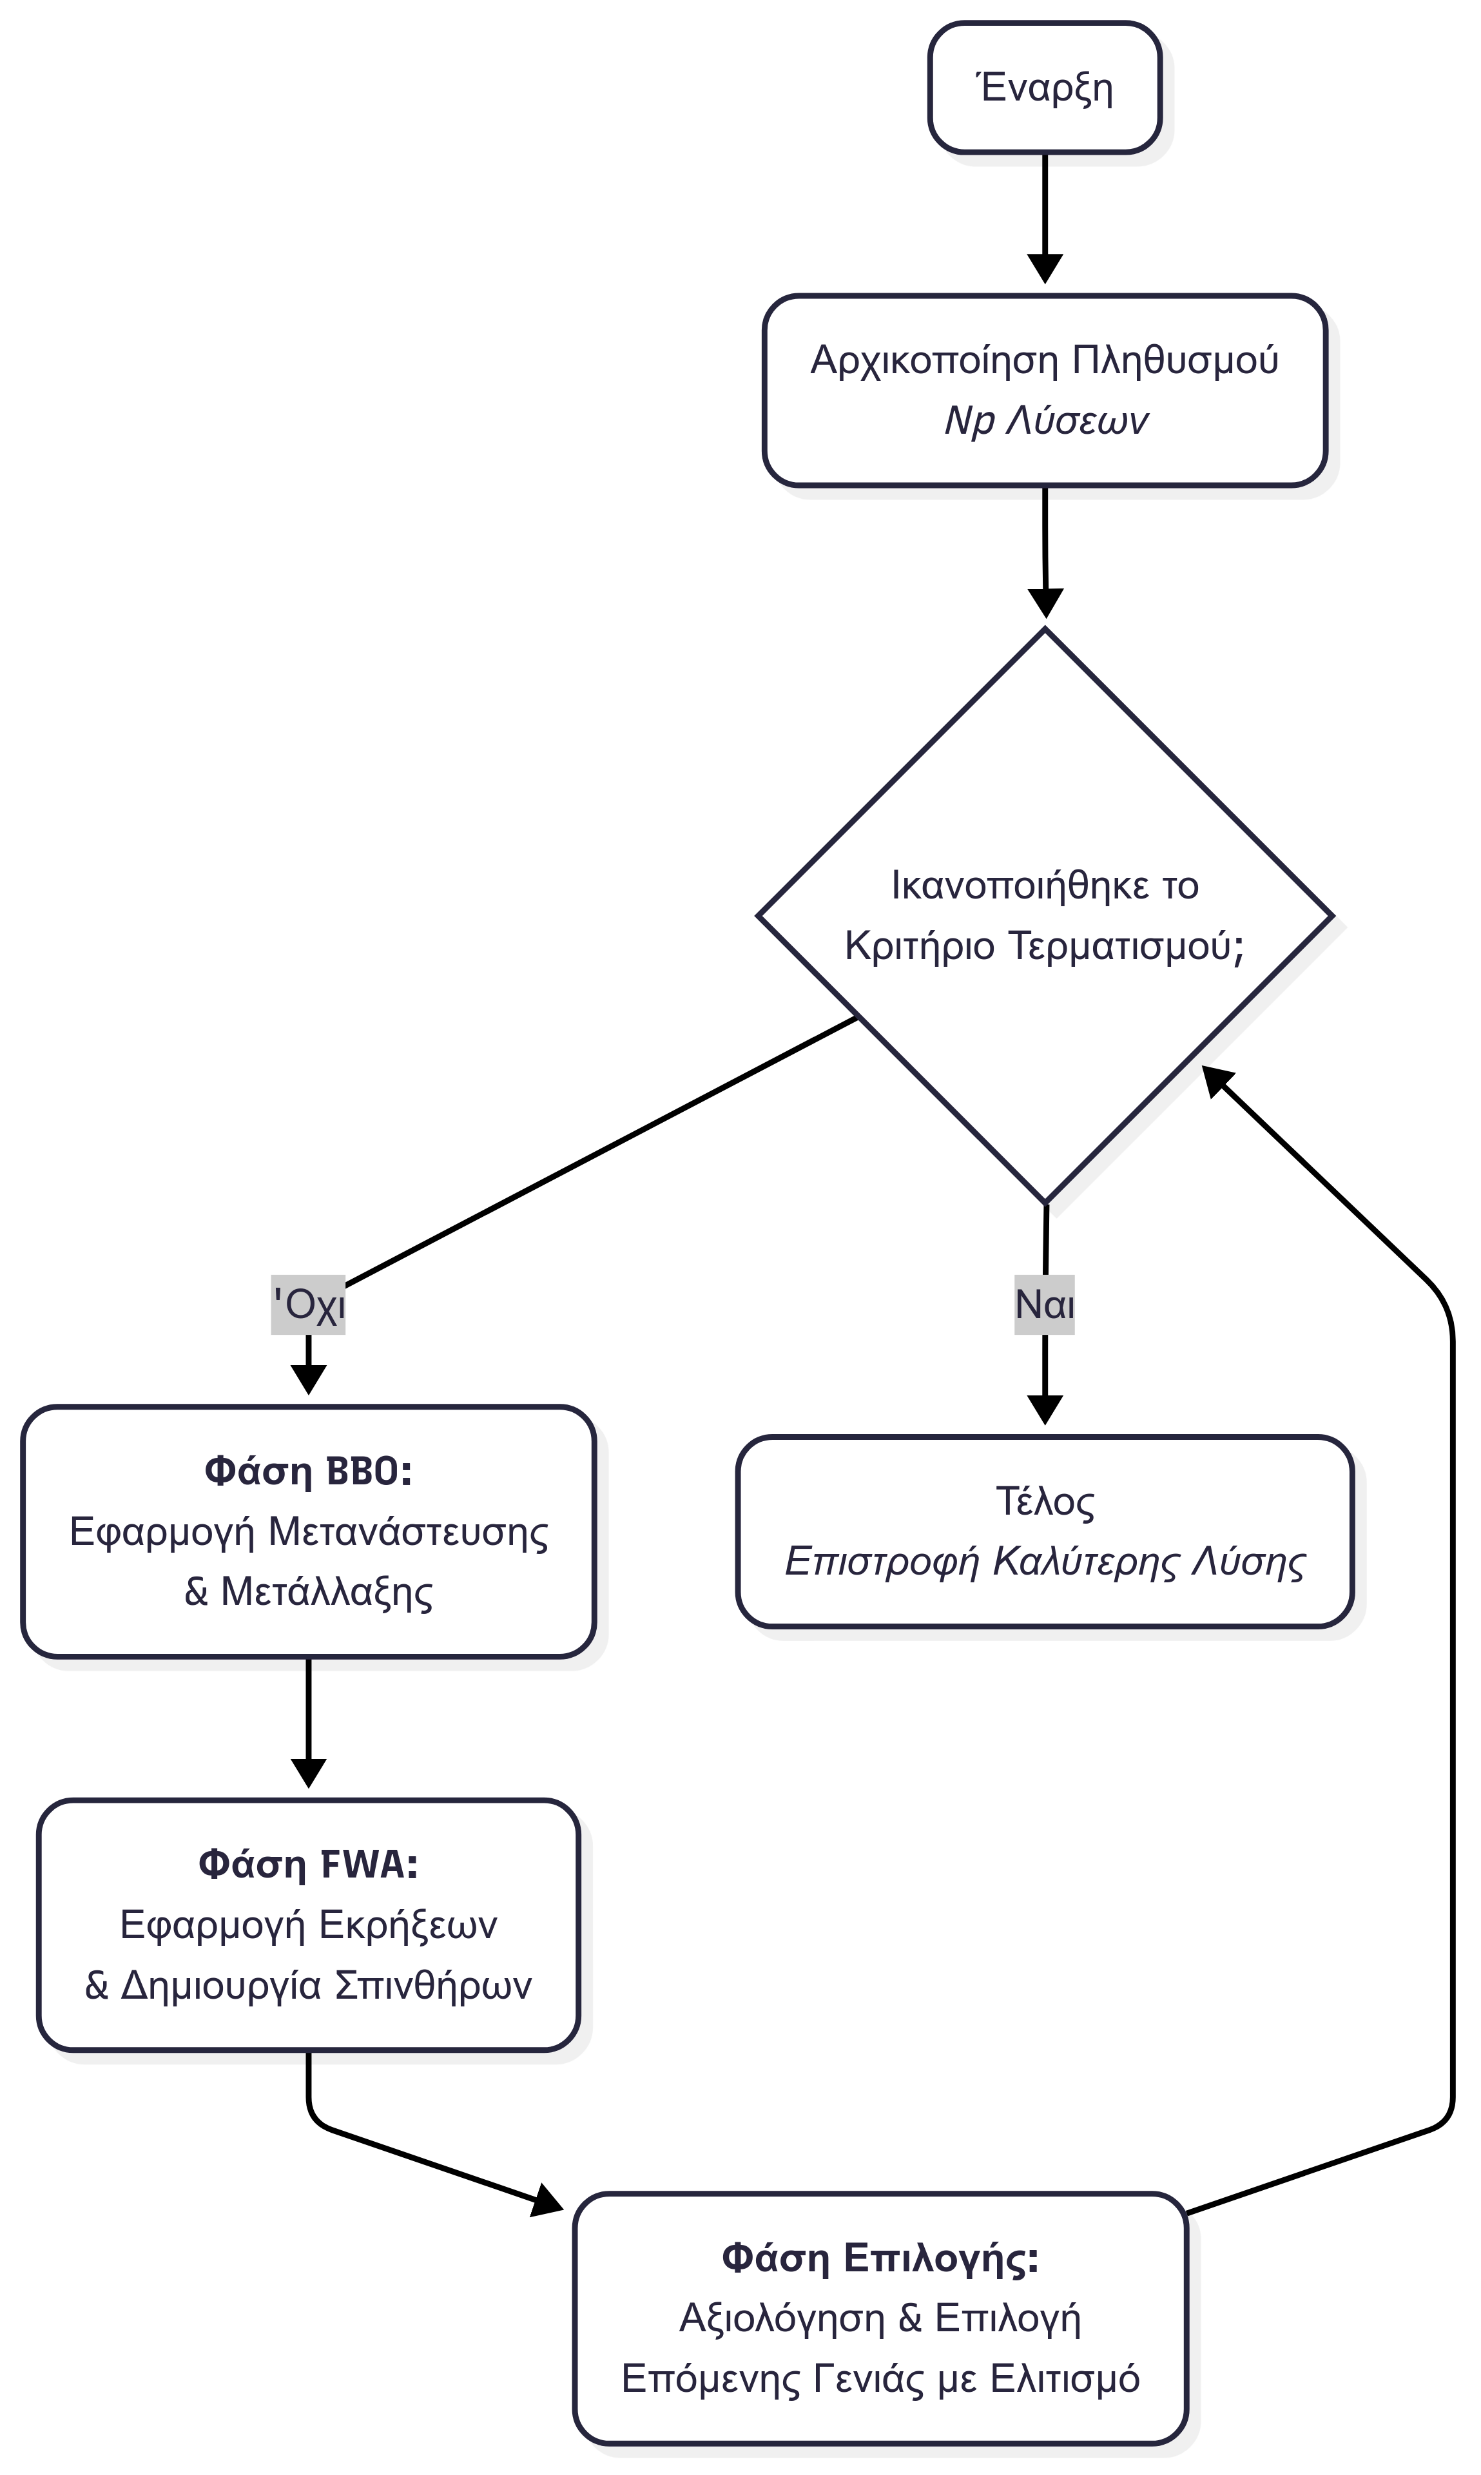 Έναρξη
Αρχικοποίηση Πληθυσμού
Np Λύσεων
Ικανοποιήθηκε το
Κριτήριο Τερματισμού;
'Οχι
Ναι
Φάση BBO:
Εφαρμογή Μετανάστευσης
& Μετάλλαξης
Τέλος
Επιστροφή Καλύτερης Λύσης
Φάση FWA:
Εφαρμογή Εκρήξεων
& Δημιουργία Σπινθήρων
Φάση Επιλογής:
Αξιολόγηση & Επιλογή
Επόμενης Γενιάς με Ελιτισμό